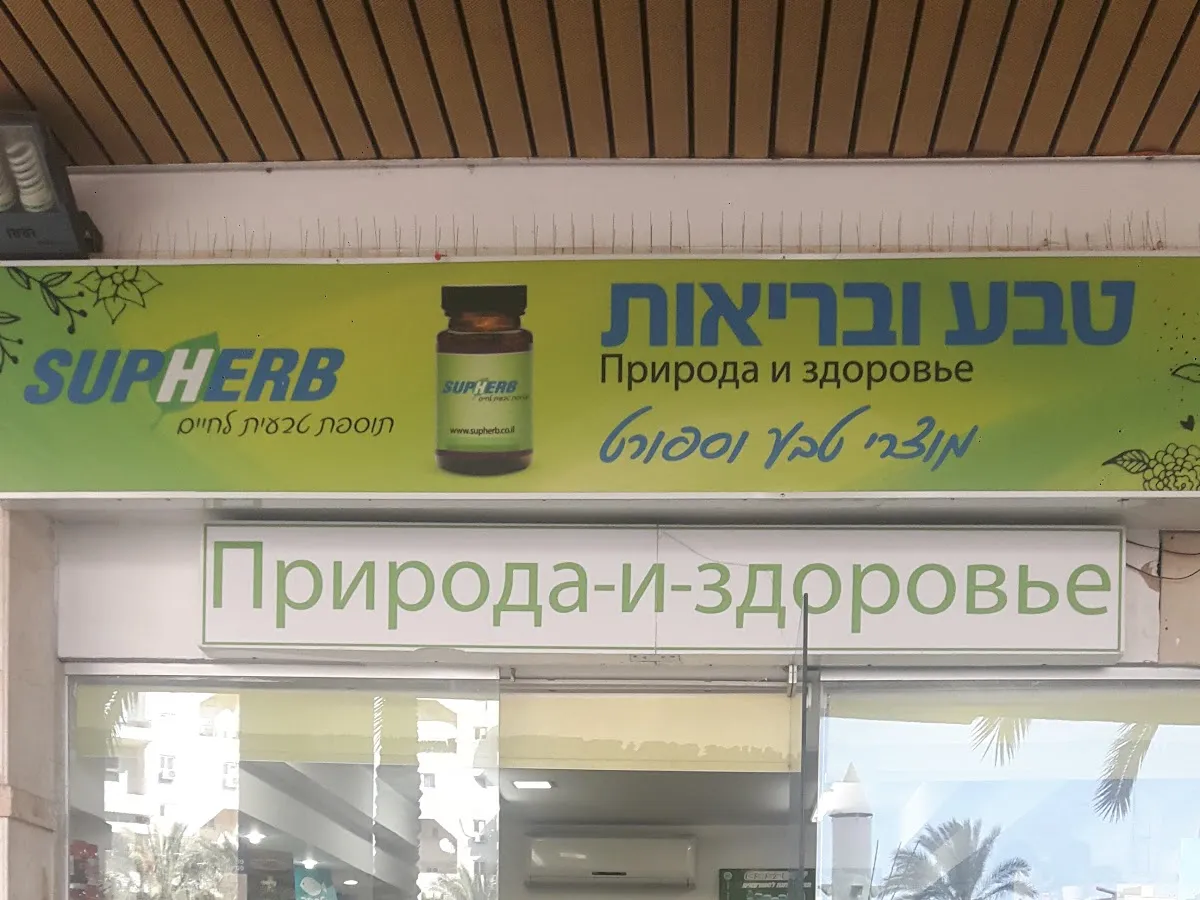 SUPHERB
תוספת טבעית לחיים
SUPHERB
www.supherb.co.il
טבע ובריאות
Природа и здоровье
מוצרי טבע וספורט
Природа-и-здоровье